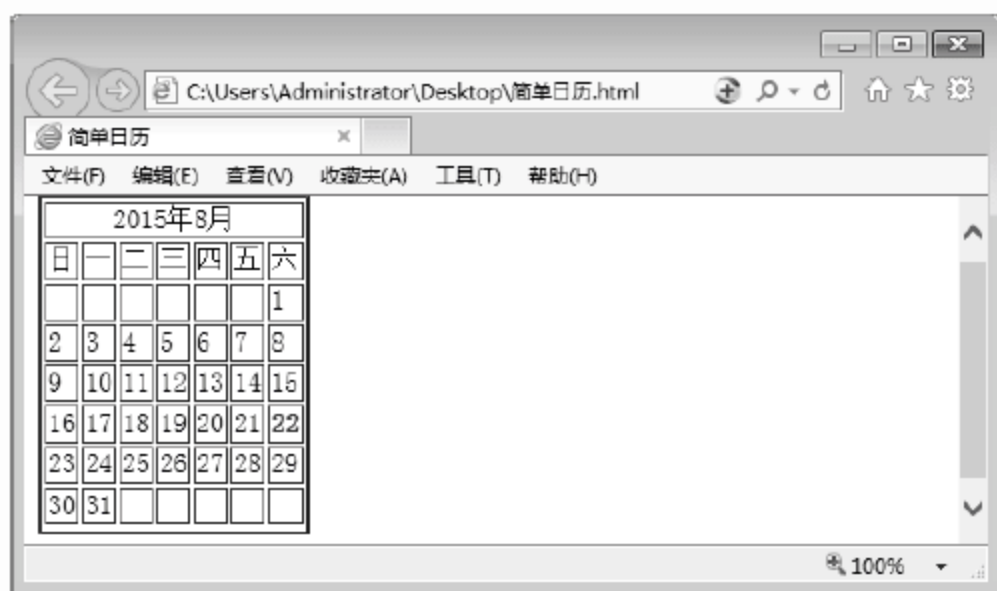 C:\Users\Administrator\Desktop\简单日历.html
简单日历
文件(F) 编辑(E) 查看(V) 收藏夹(A) 工具(T) 帮助(H)
2015年8月
日 一 二 三 四 五 六
1
2 3 4 5 6 7 8
9 10 11 12 13 14 15
16 17 18 19 20 21 22
23 24 25 26 27 28 29
30 31
100%